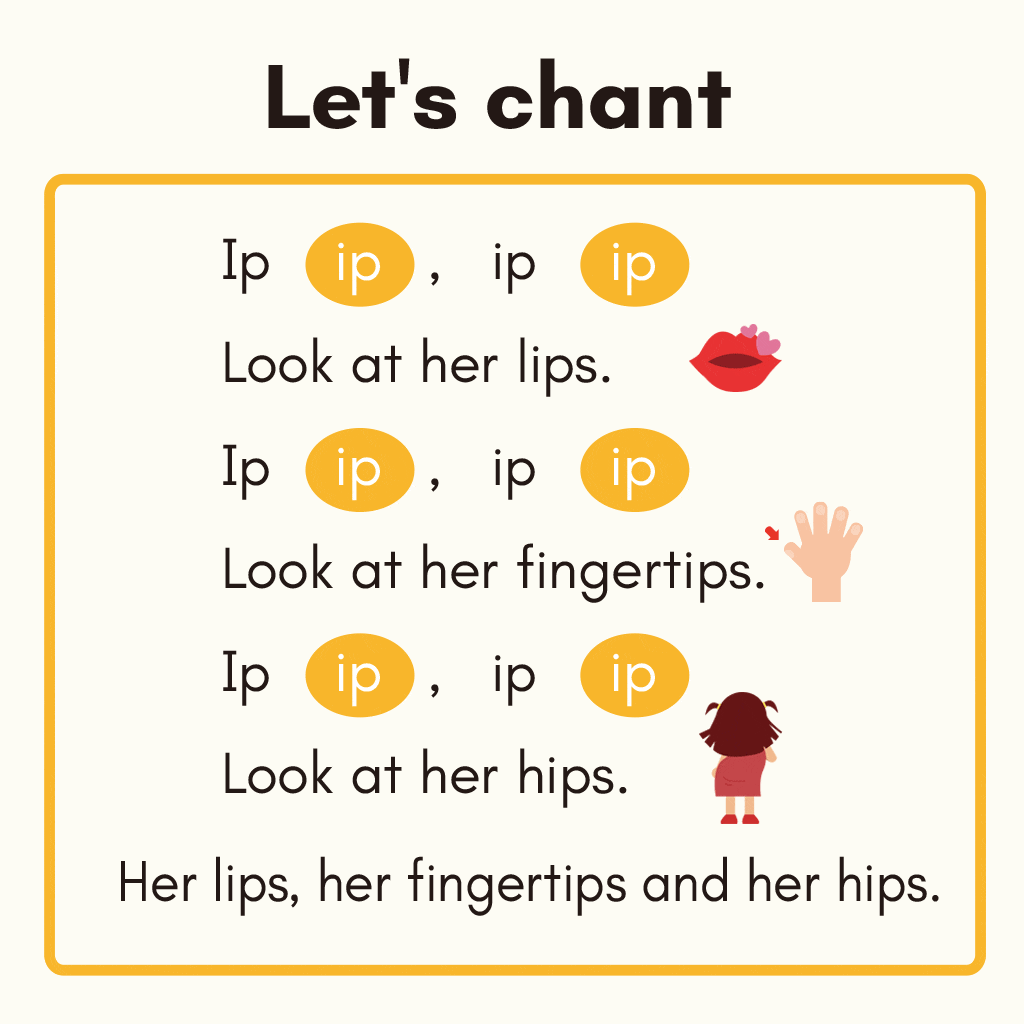 Let's chant
Ip ip , ip ip
Look at her lips.
Ip ip , ip ip
Look at her fingertips.
Ip ip , ip ip
Look at her hips.
Her lips, her fingertips and her hips.